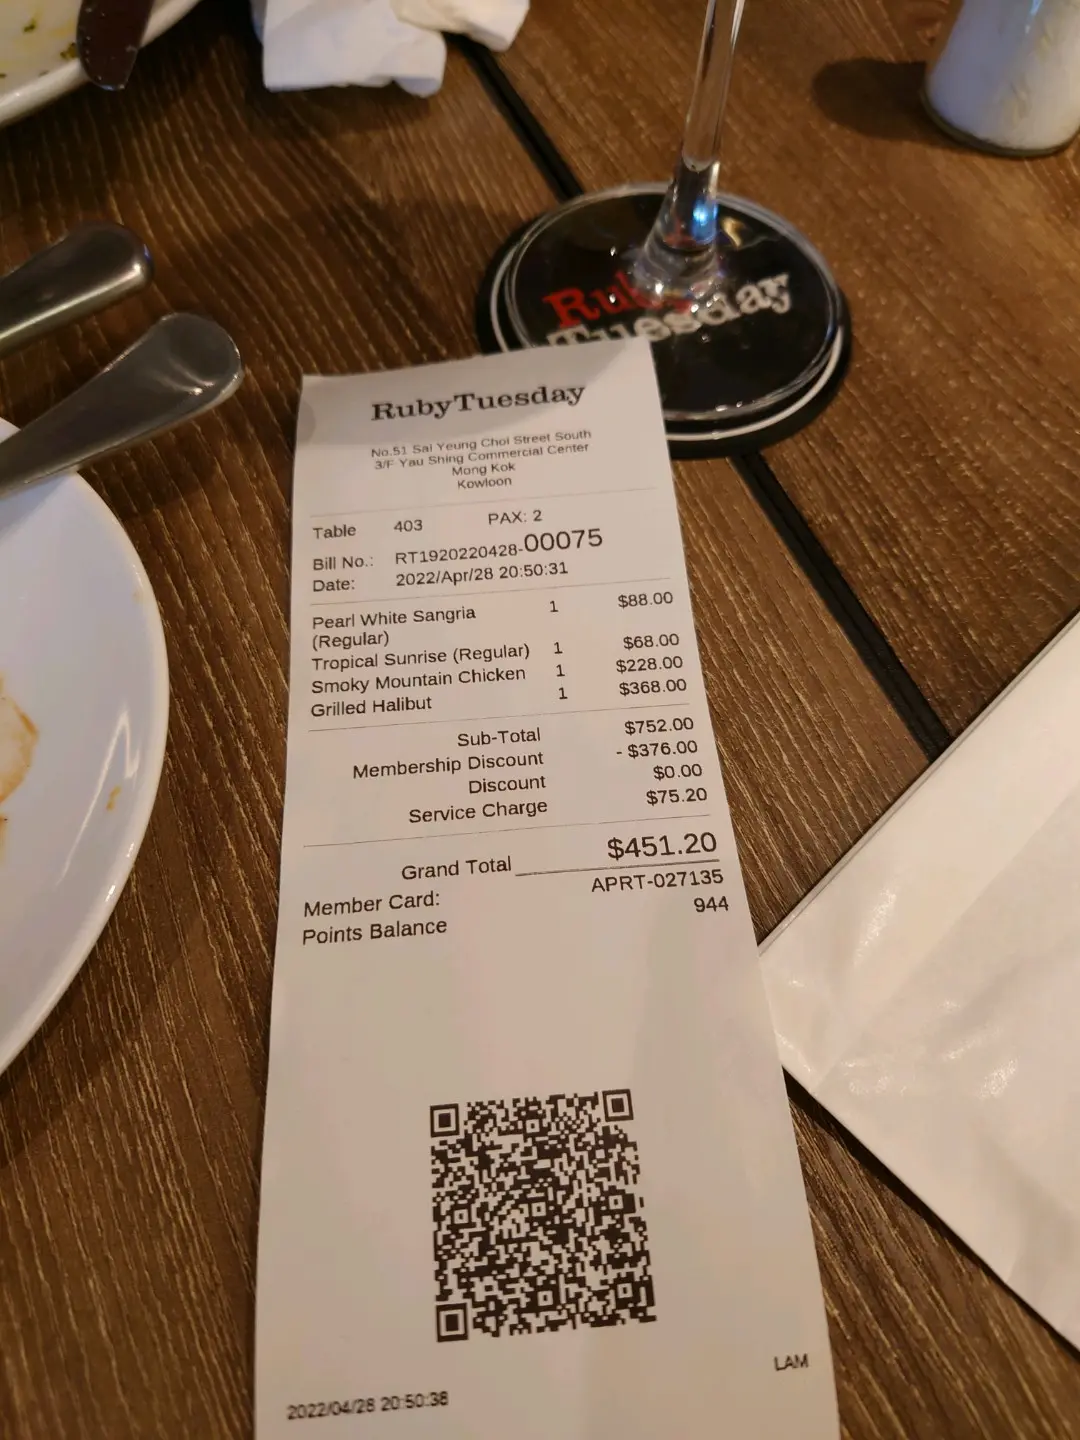 Ruby
Tuesday
RubyTuesday
No.51 Sai Yeung Choi Street South
3/F Yau Shing Commercial Center
Mong Kok
Kowloon
Table 403 PAX: 2
Bill No.: RT1920220428-00075
Date: 2022/Apr/28 20:50:31
Pearl White Sangria 1 $88.00
(Regular)
Tropical Sunrise (Regular) 1 $68.00
Smoky Mountain Chicken 1 $228.00
Grilled Halibut 1 $368.00
Sub-Total $752.00
Membership Discount - $376.00
Discount $0.00
Service Charge $75.20
Grand Total $451.20
Member Card: APRT-027135
Points Balance 944
LAM
2022/04/28 20:50:38